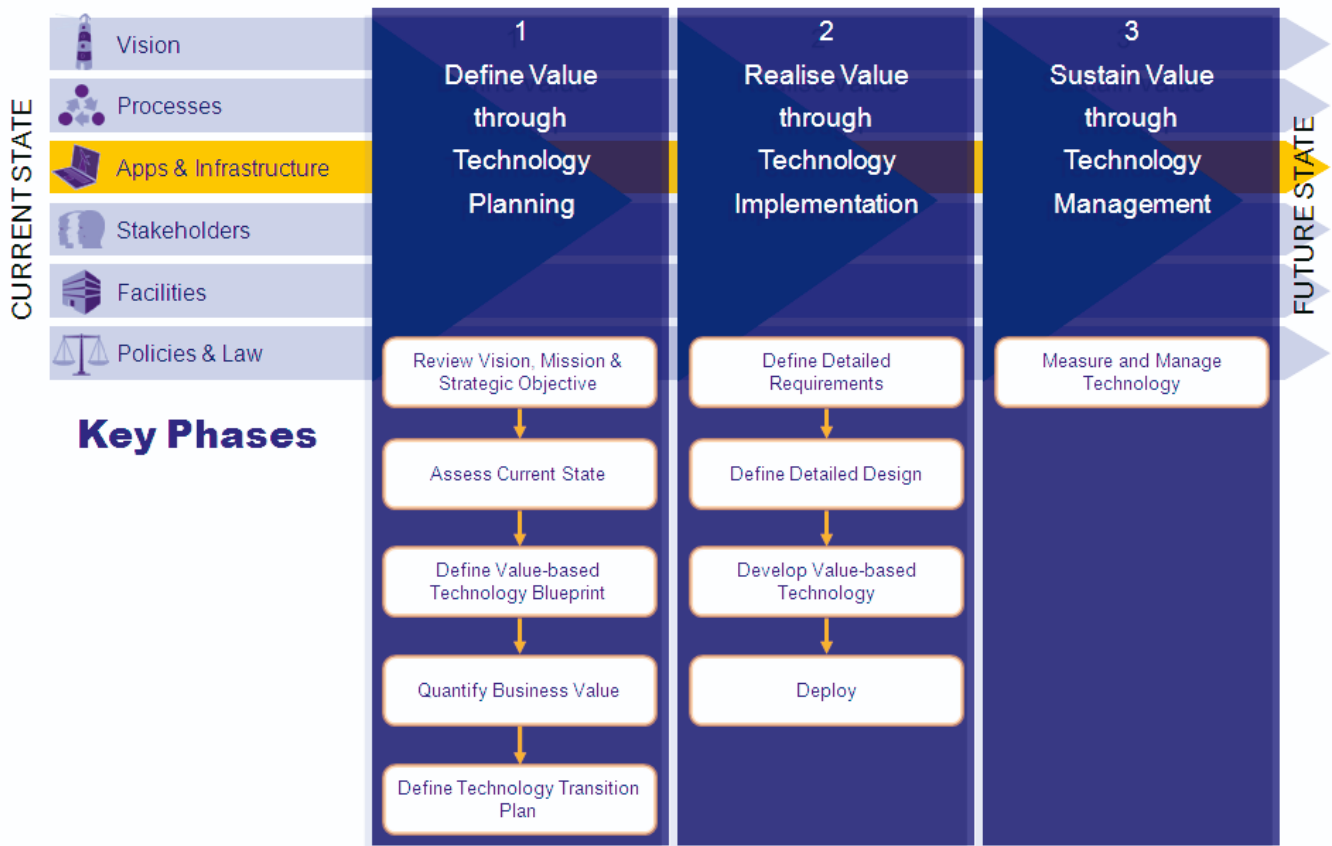 CURRENT STATE
Vision
Processes
Apps & Infrastructure
Stakeholders
Facilities
Policies & Law
Key Phases
1
Define Value
through
Technology
Planning
Review Vision, Mission &
Strategic Objective
Assess Current State
Define Value-based
Technology Blueprint
Quantify Business Value
Define Technology Transition
Plan
2
Realise Value
through
Technology
Implementation
Define Detailed
Requirements
Define Detailed Design
Develop Value-based
Technology
Deploy
3
Sustain Value
through
Technology
Management
Measure and Manage
Technology
FUTURE STATE